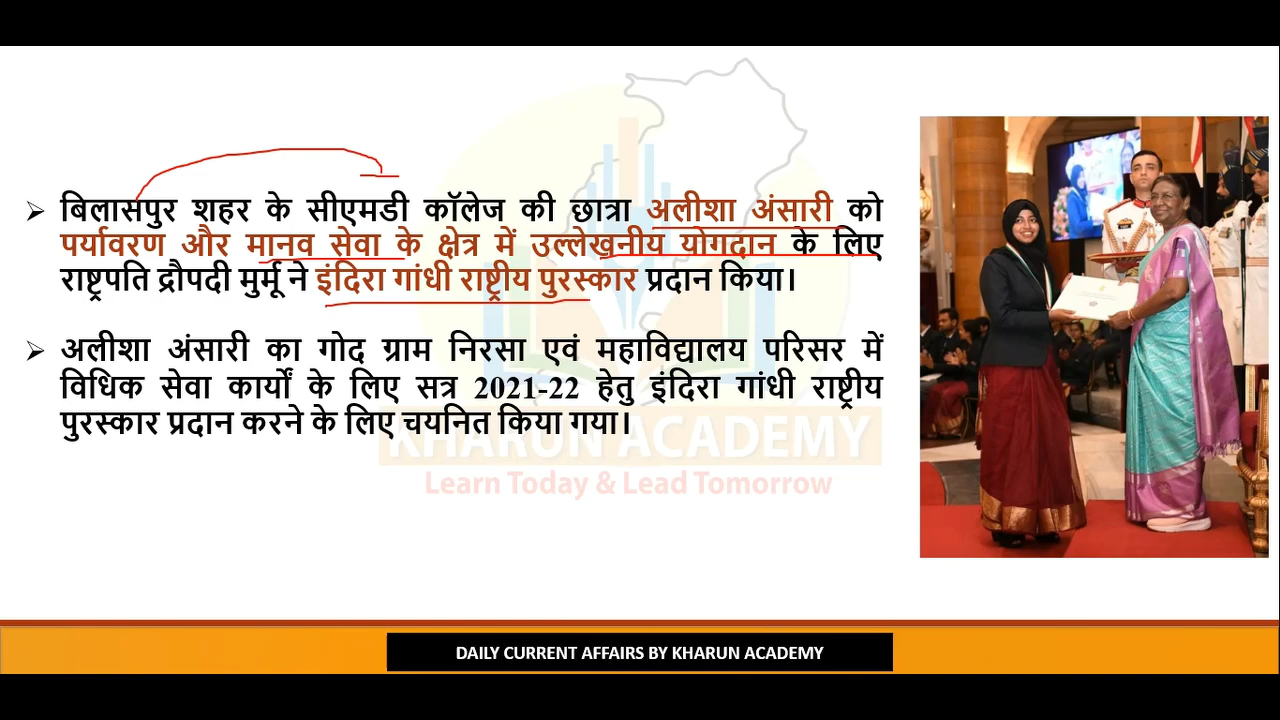 ➢ बिलासपुर शहर के सीएमडी कॉलेज की छात्रा अलीशा अंसारी को
पर्यावरण और मानव सेवा के क्षेत्र में उल्लेखनीय योगदान के लिए
राष्ट्रपति द्रौपदी मुर्मू ने इंदिरा गांधी राष्ट्रीय पुरस्कार प्रदान किया।
➢ अलीशा अंसारी का गोद ग्राम निरसा एवं महाविद्यालय परिसर में
विधिक सेवा कार्यों के लिए सत्र 2021-22 हेतु इंदिरा गांधी राष्ट्रीय
पुरस्कार प्रदान करने के लिए चयनित किया गया।
KHARUN ACADEMY
Learn Today & Lead Tomorrow
DAILY CURRENT AFFAIRS BY KHARUN ACADEMY